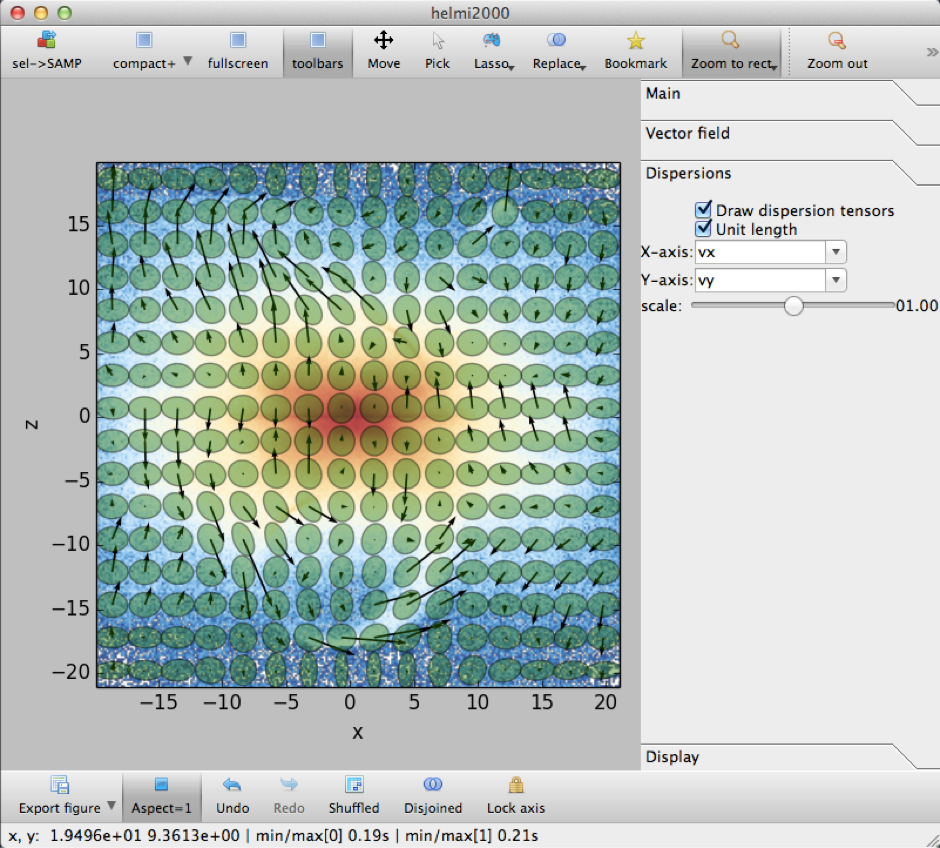 helmi2000
sel->SAMP compact+ fullscreen toolbars Move Pick Lasso Replace Bookmark Zoom to rect Zoom out »
Main
Vector field
Dispersions
Draw dispersion tensors
Unit length
X-axis: vx
Y-axis: vy
scale: 01.00
15
10
5
0
−5
−10
−15
−20
z
−15 −10 −5 0 5 10 15 20
x
Display
Export figure Aspect=1 Undo Redo Shuffled Disjoined Lock axis
x, y: 1.9496e+01 9.3613e+00 | min/max[0] 0.19s | min/max[1] 0.21s